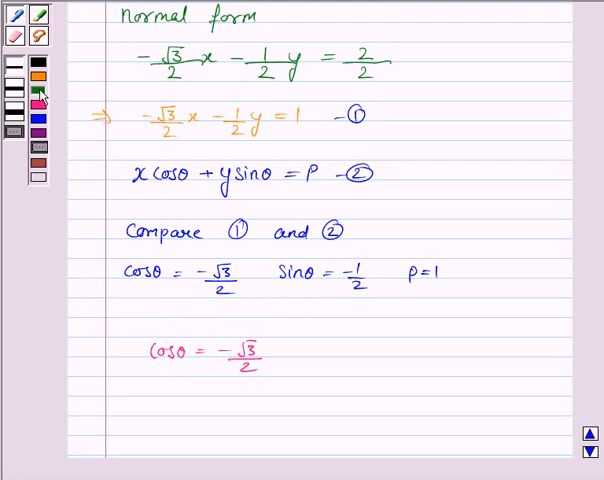 Normal form
-√3/2 x - 1/2 y = 2/2
⇒ -√3/2 x - 1/2 y = 1 - ①
x cosθ + y sinθ = P - ②
Compare ① and ②
cosθ = -√3/2 sinθ = -1/2 P=1
cosθ = -√3/2